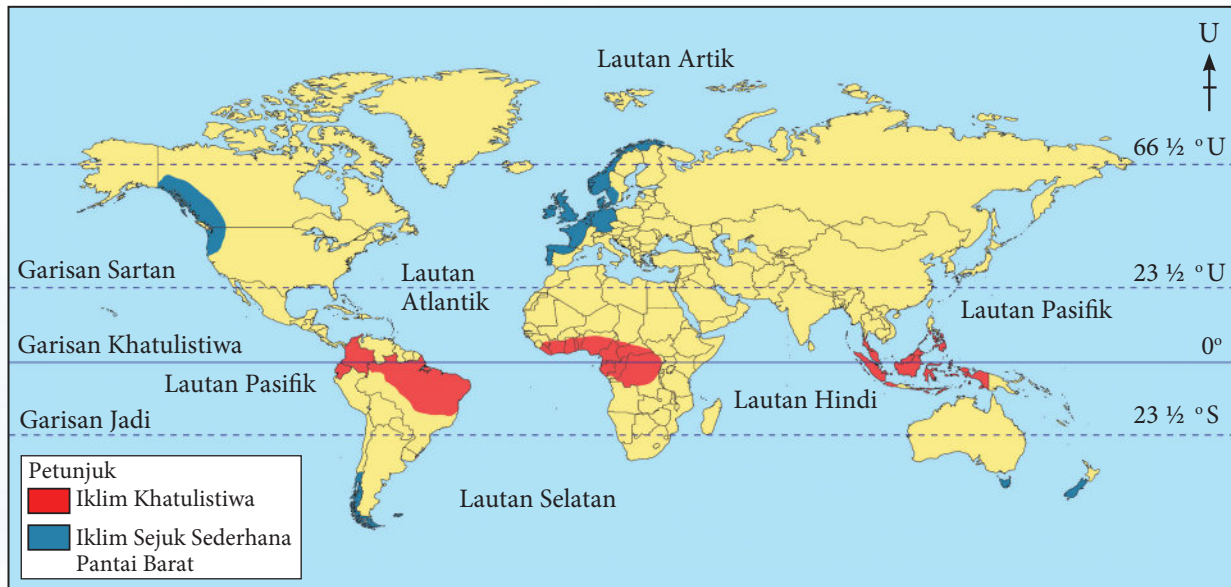 Lautan Artik
U
66 ½ °U
Garisan Sartan
Lautan
Atlantik
23 ½ °U
Lautan Pasifik
Garisan Khatulistiwa
0°
Lautan Pasifik
Lautan Hindi
Garisan Jadi
23 ½ °S
Lautan Selatan
Petunjuk
Iklim Khatulistiwa
Iklim Sejuk Sederhana
Pantai Barat